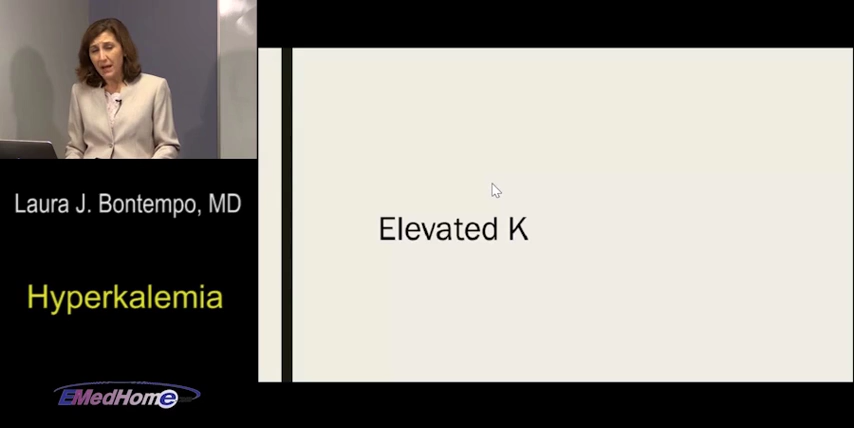 Laura J. Bontempo, MD
Hyperkalemia
EMedHome
Elevated K